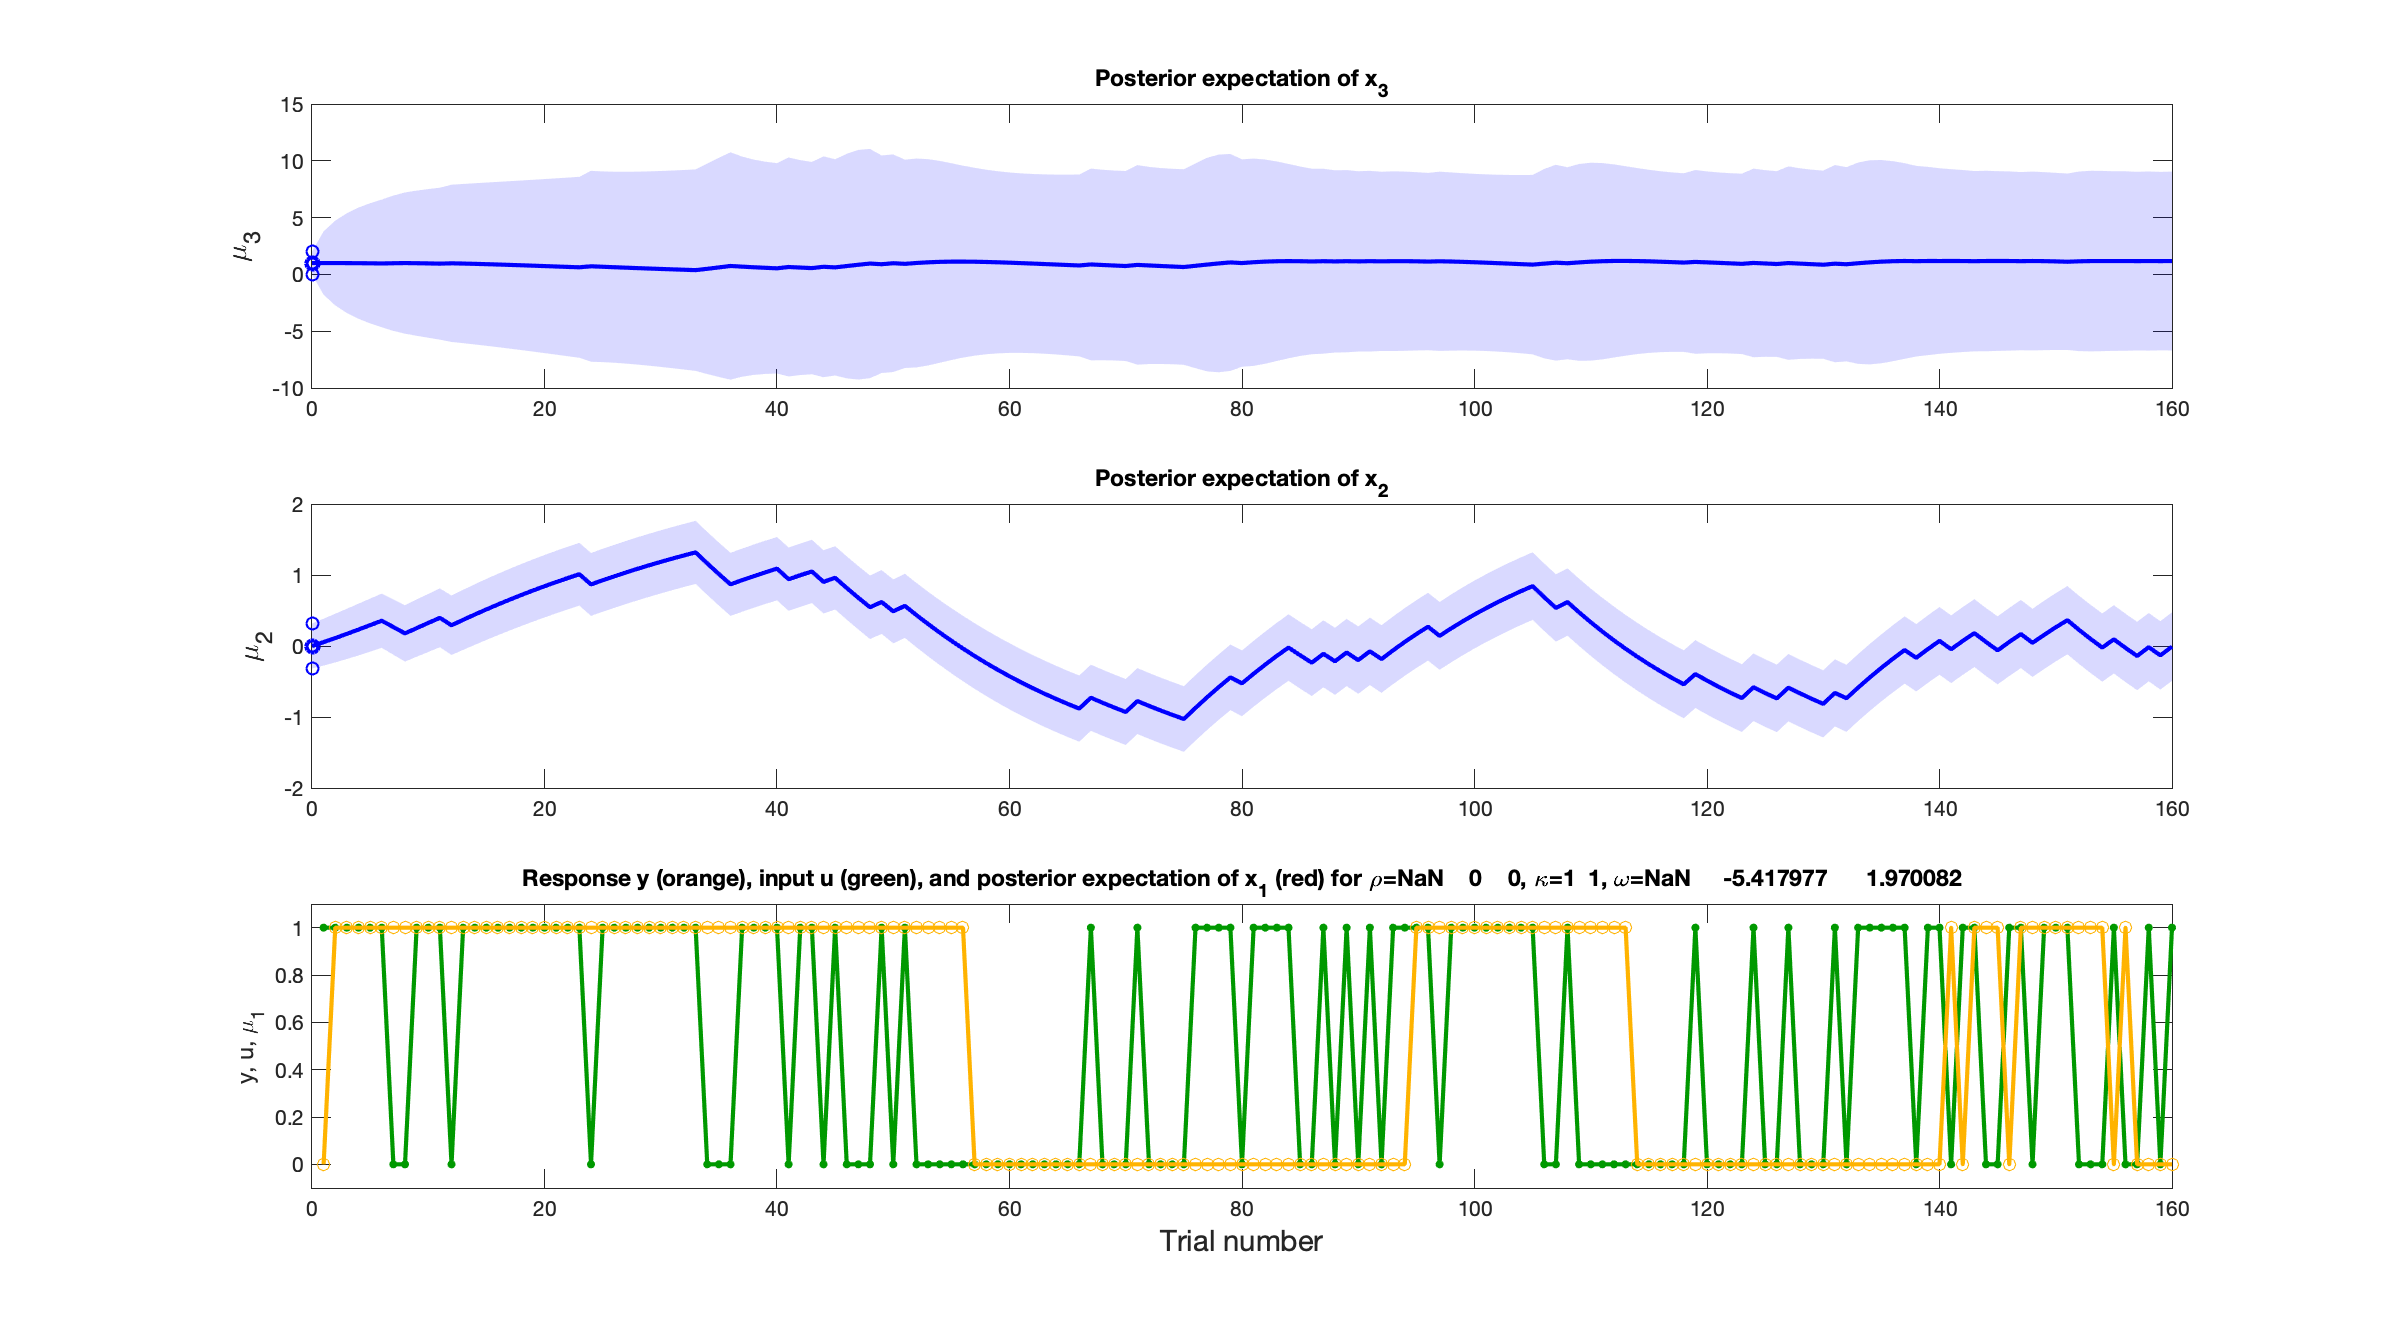 Posterior expectation of x3
15
10
5
0
-5
-10
μ3
0 20 40 60 80 100 120 140 160
Posterior expectation of x2
2
1
0
-1
-2
μ2
0 20 40 60 80 100 120 140 160
Response y (orange), input u (green), and posterior expectation of x1 (red) for ρ=NaN 0 0, κ=1 1, ω=NaN -5.417977 1.970082
1
0.8
0.6
0.4
0.2
0
y, u, μ1
0 20 40 60 80 100 120 140 160
Trial number